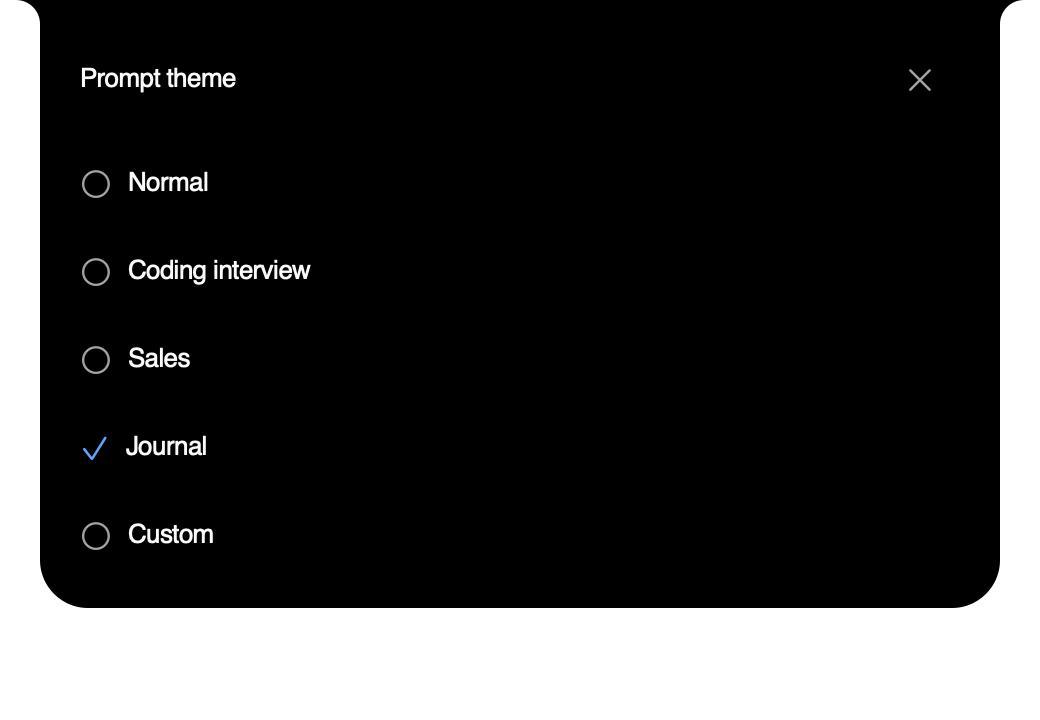 Prompt theme
Normal
Coding interview
Sales
Journal
Custom